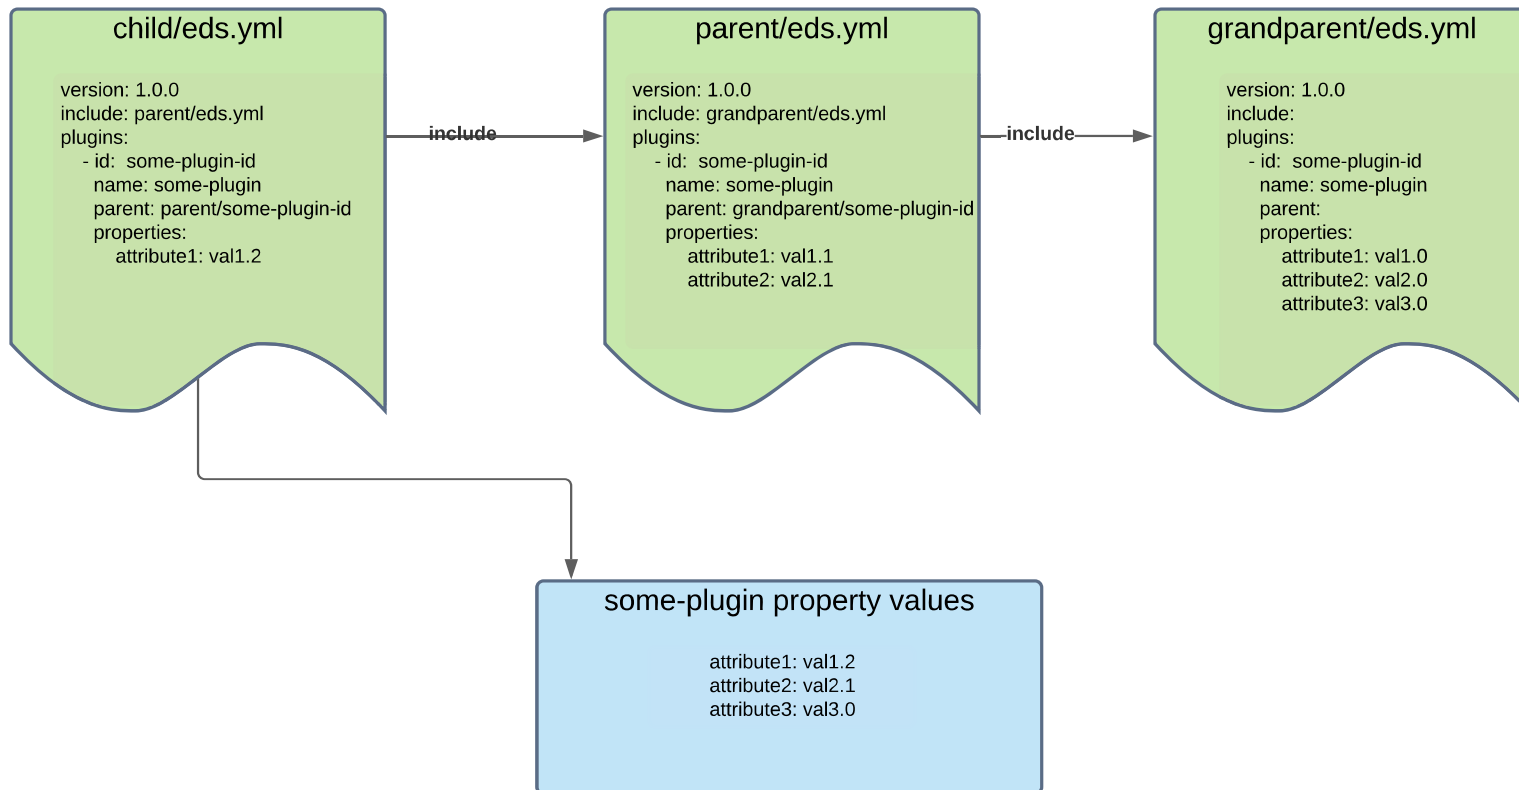 child/eds.yml
version: 1.0.0
include: parent/eds.yml
plugins:
- id:  some-plugin-id
name: some-plugin
parent: parent/some-plugin-id
properties:
attribute1: val1.2
include
parent/eds.yml
version: 1.0.0
include: grandparent/eds.yml
plugins:
- id:  some-plugin-id
name: some-plugin
parent: grandparent/some-plugin-id
properties:
attribute1: val1.1
attribute2: val2.1
include
grandparent/eds.yml
version: 1.0.0
include:
plugins:
- id:  some-plugin-id
name: some-plugin
parent:
properties:
attribute1: val1.0
attribute2: val2.0
attribute3: val3.0
some-plugin property values
attribute1: val1.2
attribute2: val2.1
attribute3: val3.0